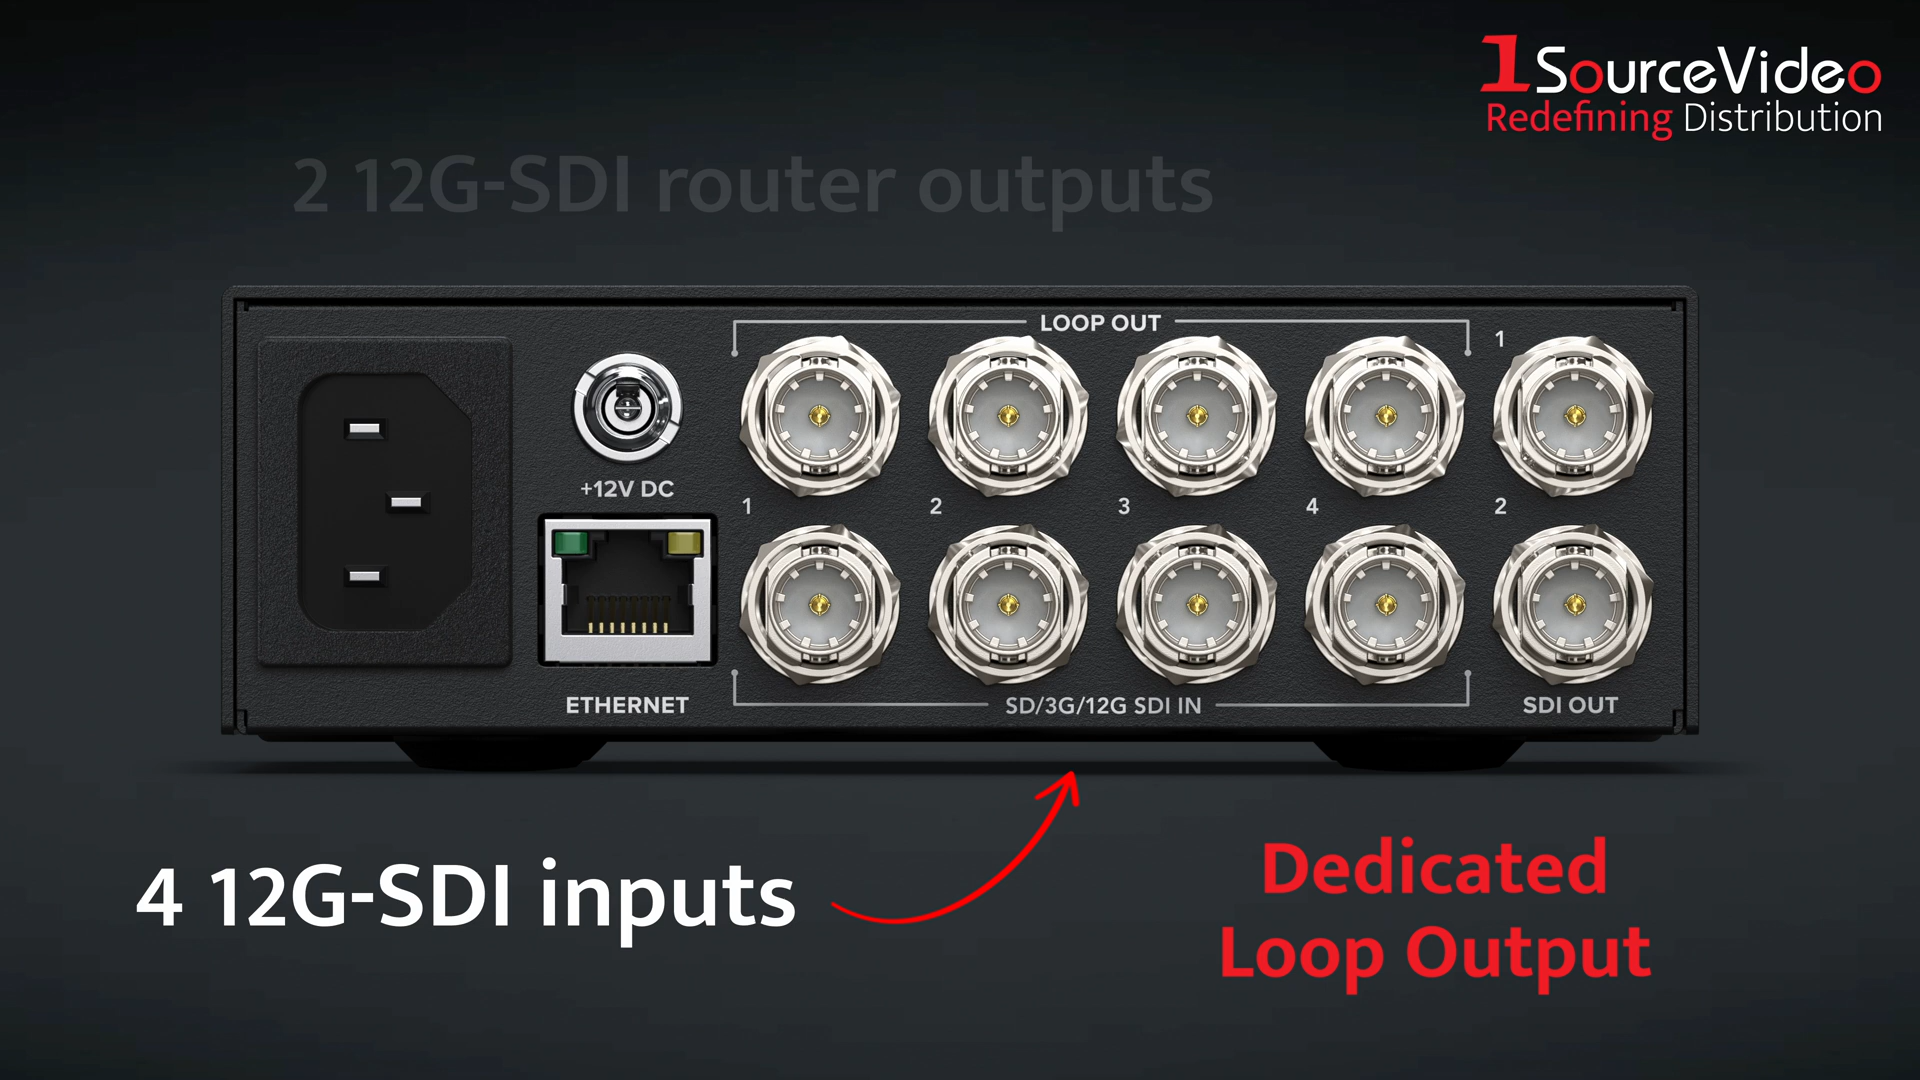 1SourceVideo
Redefining Distribution
2 12G-SDI router outputs
LOOP OUT
1
+12V DC
1
2
3
4
2
ETHERNET
SD/3G/12G SDI IN
SDI OUT
4 12G-SDI inputs
Dedicated
Loop Output